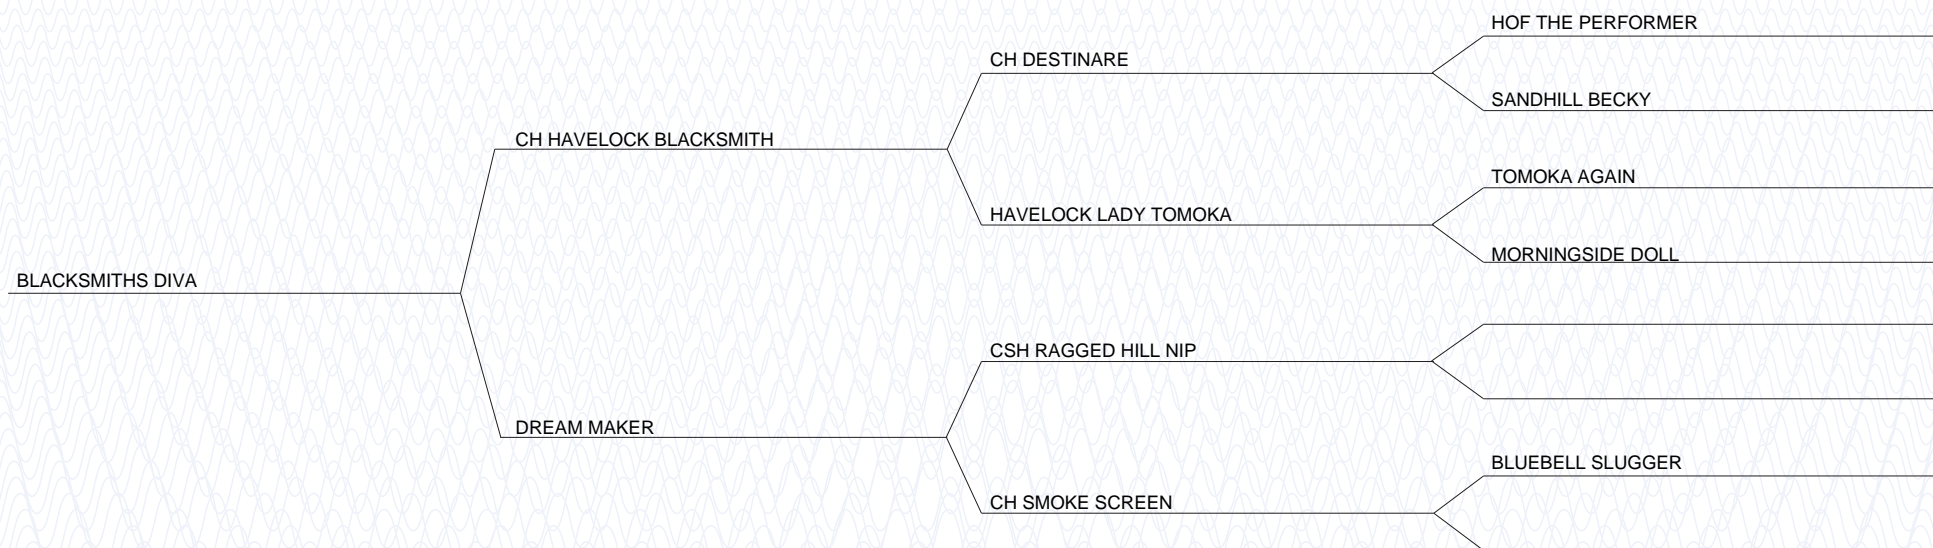 HOF THE PERFORMER
CH DESTINARE
SANDHILL BECKY
CH HAVELOCK BLACKSMITH
TOMOKA AGAIN
HAVELOCK LADY TOMOKA
MORNINGSIDE DOLL
BLACKSMITHS DIVA
CSH RAGGED HILL NIP
DREAM MAKER
BLUEBELL SLUGGER
CH SMOKE SCREEN